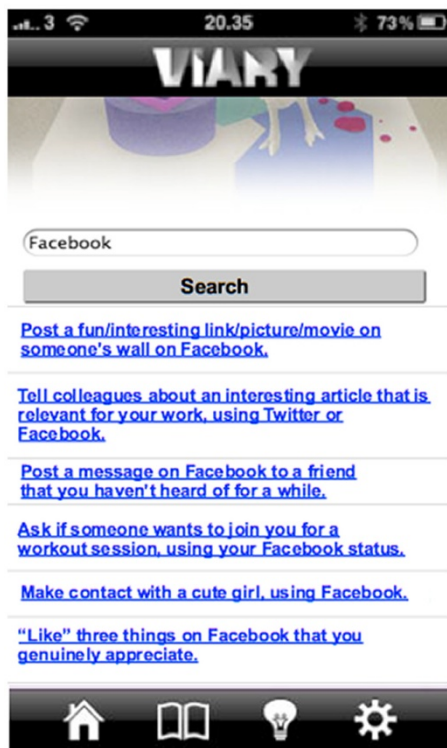 3 20.35 73%
VIARY
Facebook
Search
Post a fun/interesting link/picture/movie on
someone's wall on Facebook.
Tell colleagues about an interesting article that is
relevant for your work, using Twitter or
Facebook.
Post a message on Facebook to a friend
that you haven't heard of for a while.
Ask if someone wants to join you for a
workout session, using your Facebook status.
Make contact with a cute girl, using Facebook.
“Like” three things on Facebook that you
genuinely appreciate.